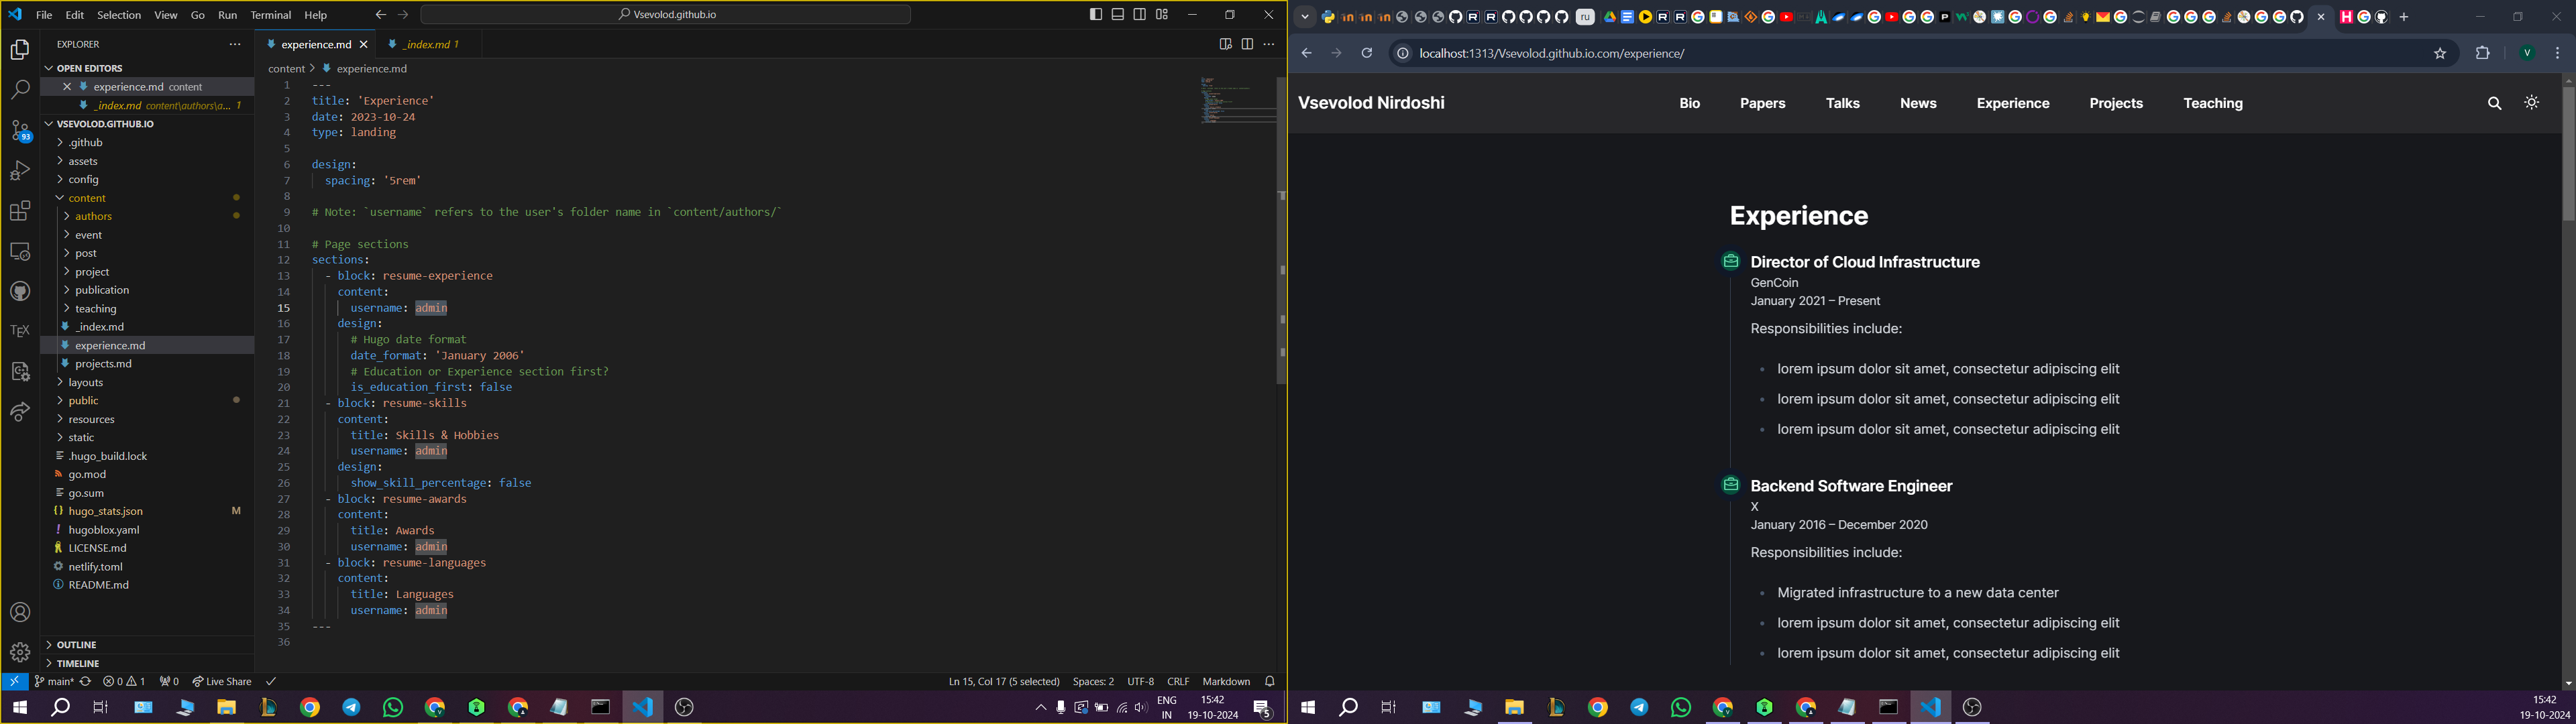 File Edit Selection View Go Run Terminal Help
Vsevolod.github.io
EXPLORER
OPEN EDITORS
experience.md content
_index.md content\authors\a... 1
VSEVOLOD.GITHUB.IO
.github
assets
config
content
authors
event
post
project
publication
teaching
_index.md
experience.md
projects.md
layouts
public
resources
static
.hugo_build.lock
go.mod
go.sum
hugo_stats.json M
hugoblox.yaml
LICENSE.md
netlify.toml
README.md
OUTLINE
TIMELINE
93
TEX
experience.md
_index.md 1
content > experience.md
1 ---
2 title: 'Experience'
3 date: 2023-10-24
4 type: landing
5
6 design:
7 spacing: '5rem'
8
9 # Note: `username` refers to the user's folder name in `content/authors/`
10
11 # Page sections
12 sections:
13 - block: resume-experience
14 content:
15 username: admin
16 design:
17 # Hugo date format
18 date_format: 'January 2006'
19 # Education or Experience section first?
20 is_education_first: false
21 - block: resume-skills
22 content:
23 title: Skills & Hobbies
24 username: admin
25 design:
26 show_skill_percentage: false
27 - block: resume-awards
28 content:
29 title: Awards
30 username: admin
31 - block: resume-languages
32 content:
33 title: Languages
34 username: admin
35 ---
36
main* 0 1 0 Live Share
Ln 15, Col 17 (5 selected) Spaces: 2 UTF-8 CRLF Markdown
ENG
IN
15:42
19-10-2024
5
ru
localhost:1313/Vsevolod.github.io.com/experience/
V
Vsevolod Nirdoshi
Bio Papers Talks News Experience Projects Teaching
Experience
Director of Cloud Infrastructure
GenCoin
January 2021 – Present
Responsibilities include:
lorem ipsum dolor sit amet, consectetur adipiscing elit
lorem ipsum dolor sit amet, consectetur adipiscing elit
lorem ipsum dolor sit amet, consectetur adipiscing elit
Backend Software Engineer
X
January 2016 – December 2020
Responsibilities include:
Migrated infrastructure to a new data center
lorem ipsum dolor sit amet, consectetur adipiscing elit
lorem ipsum dolor sit amet, consectetur adipiscing elit
15:42
19-10-2024